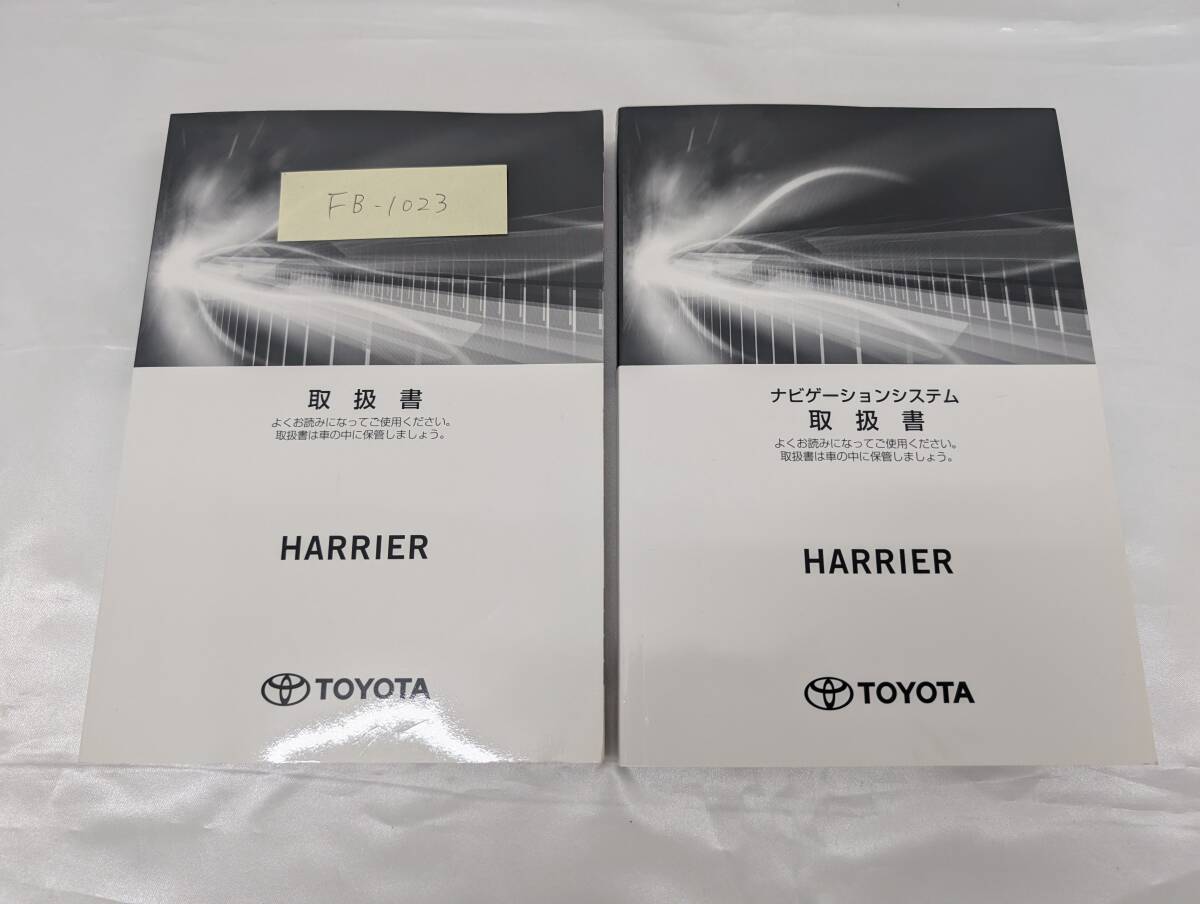 FB-1023
取扱書
よくお読みになってご使用ください。
取扱書は車の中に保管しましょう。
HARRIER
TOYOTA
ナビゲーションシステム
取扱書
よくお読みになってご使用ください。
取扱書は車の中に保管しましょう。
HARRIER
TOYOTA